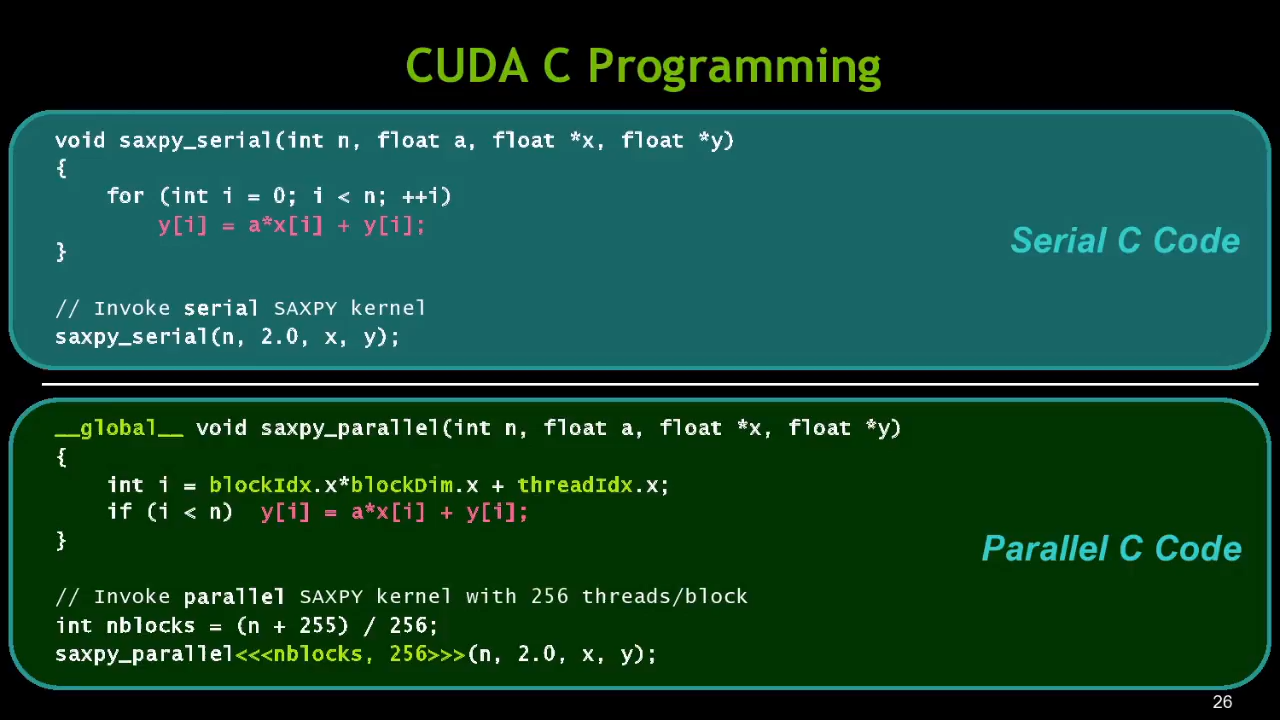 CUDA C Programming
void saxpy_serial(int n, float a, float *x, float *y)
{
    for (int i = 0; i < n; ++i)
        y[i] = a*x[i] + y[i];
}
Serial C Code
// Invoke serial SAXPY kernel
saxpy_serial(n, 2.0, x, y);
__global__ void saxpy_parallel(int n, float a, float *x, float *y)
{
    int i = blockIdx.x*blockDim.x + threadIdx.x;
    if (i < n)  y[i] = a*x[i] + y[i];
}
Parallel C Code
// Invoke parallel SAXPY kernel with 256 threads/block
int nblocks = (n + 255) / 256;
saxpy_parallel<<<nblocks, 256>>>(n, 2.0, x, y);
26